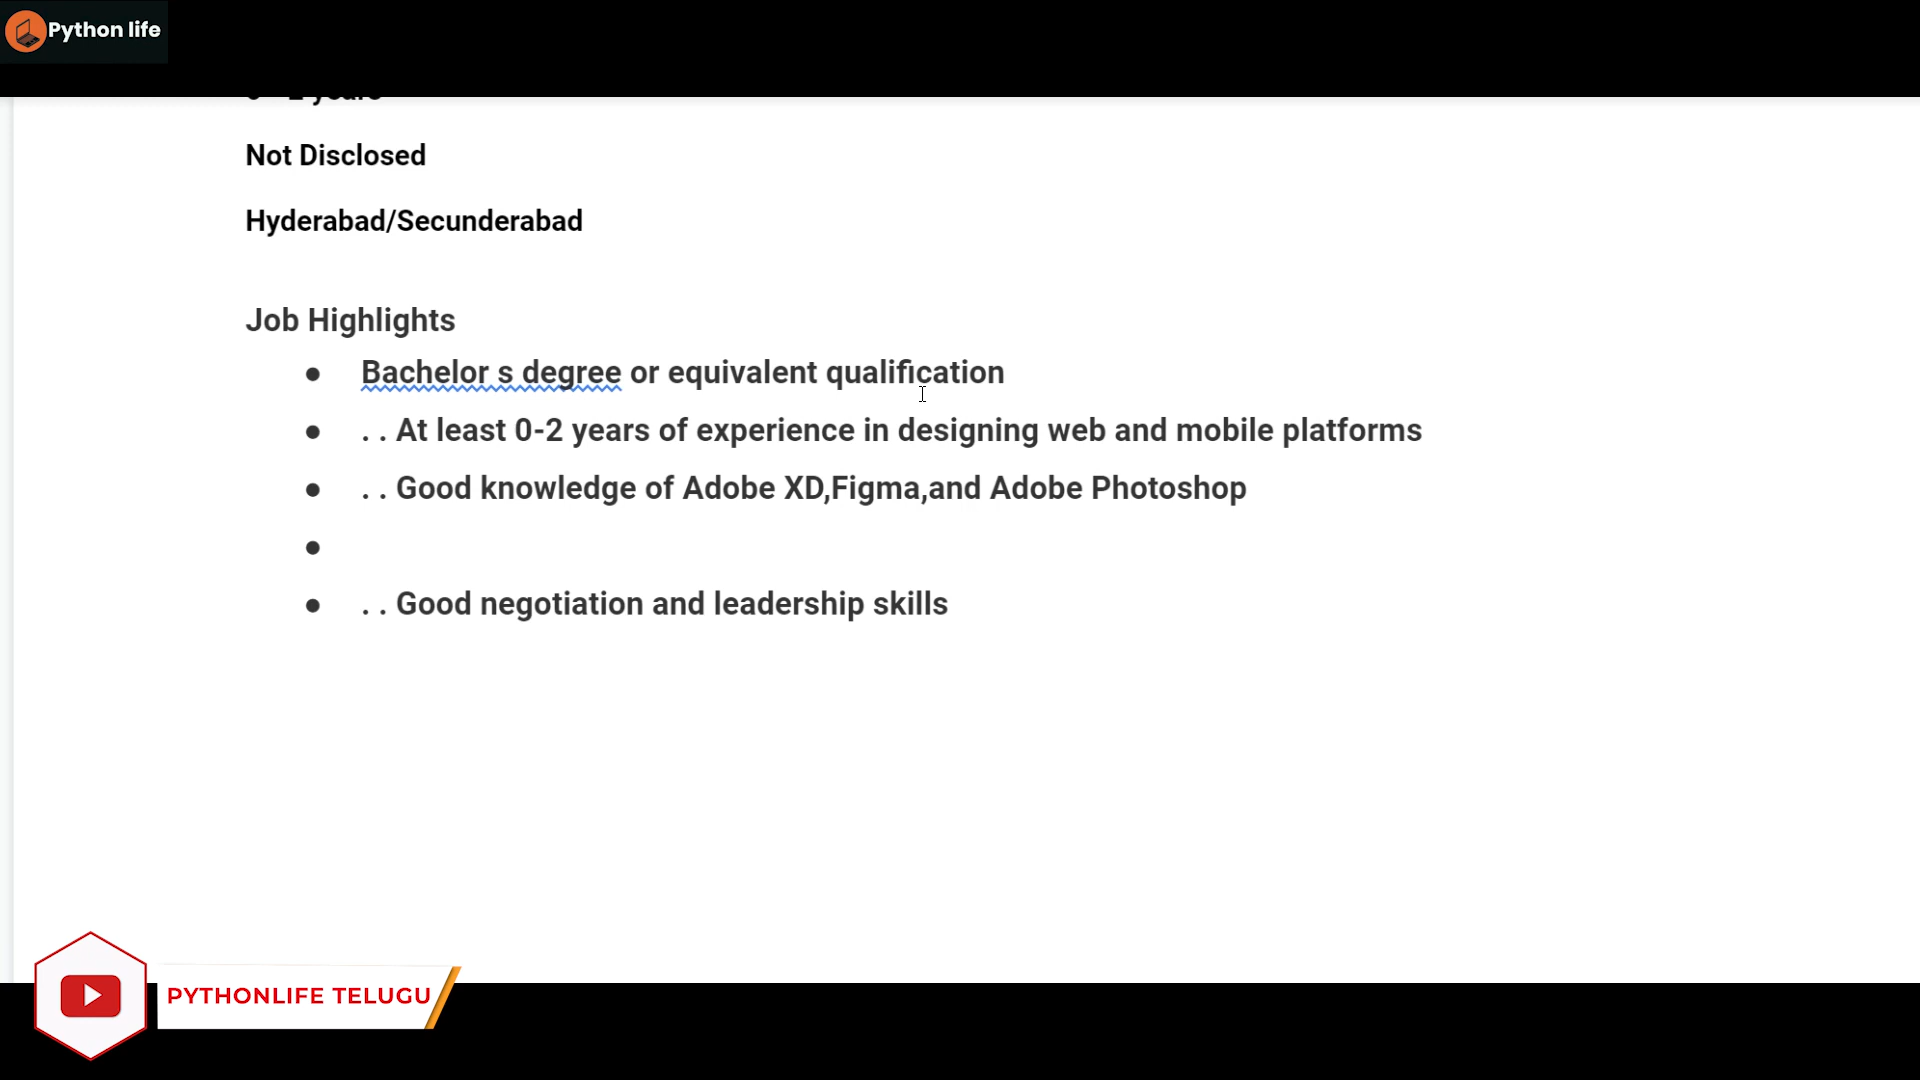 Python life
2 years
Not Disclosed
Hyderabad/Secunderabad
Job Highlights
● Bachelor s degree or equivalent qualification
● . . At least 0-2 years of experience in designing web and mobile platforms
● . . Good knowledge of Adobe XD,Figma,and Adobe Photoshop
●
● . . Good negotiation and leadership skills
PYTHONLIFE TELUGU